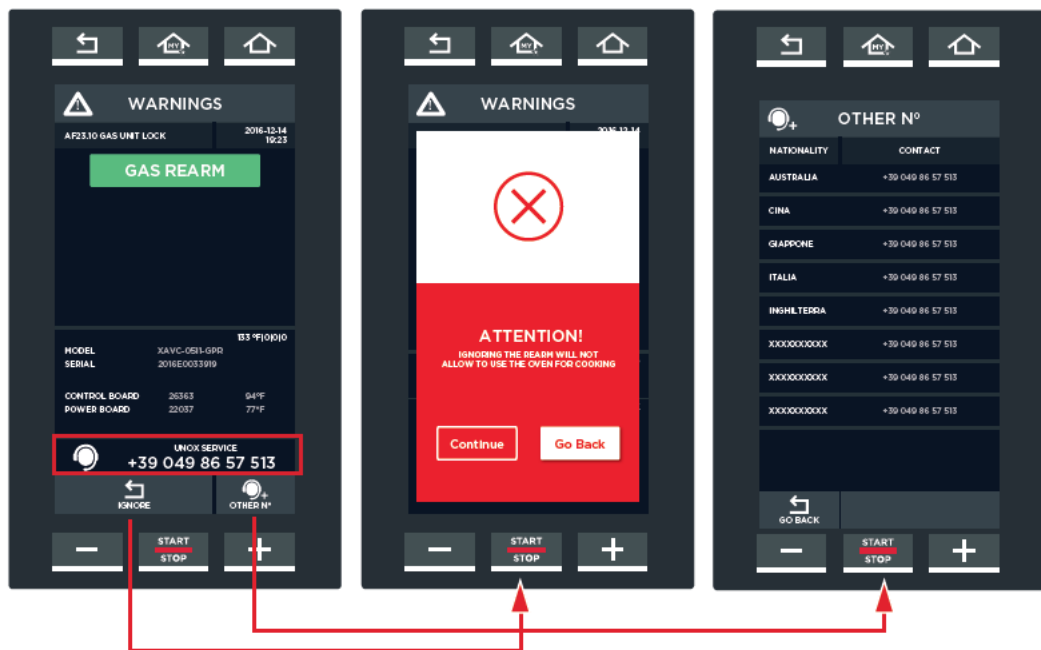 MY
WARNINGS
AF23.10 GAS UNIT LOCK
2016-12-14
19:23
GAS REARM
133 °F|0|0|0
MODEL XAVC-0511-GPR
SERIAL 2016E0033919
CONTROL BOARD 26363 94°F
POWER BOARD 22037 77°F
UNOX SERVICE
+39 049 86 57 513
IGNORE
OTHER N°
START
STOP
MY
WARNINGS
2016-12-14
ATTENTION!
IGNORING THE REARM WILL NOT
ALLOW TO USE THE OVEN FOR COOKING
Continue
Go Back
START
STOP
MY
OTHER N°
NATIONALITY CONTACT
AUSTRALIA +39 049 86 57 513
CINA +39 049 86 57 513
GIAPPONE +39 049 86 57 513
ITALIA +39 049 86 57 513
INGHILTERRA +39 049 86 57 513
XXXXXXXXXX +39 049 86 57 513
XXXXXXXXXX +39 049 86 57 513
XXXXXXXXXX +39 049 86 57 513
GO BACK
START
STOP